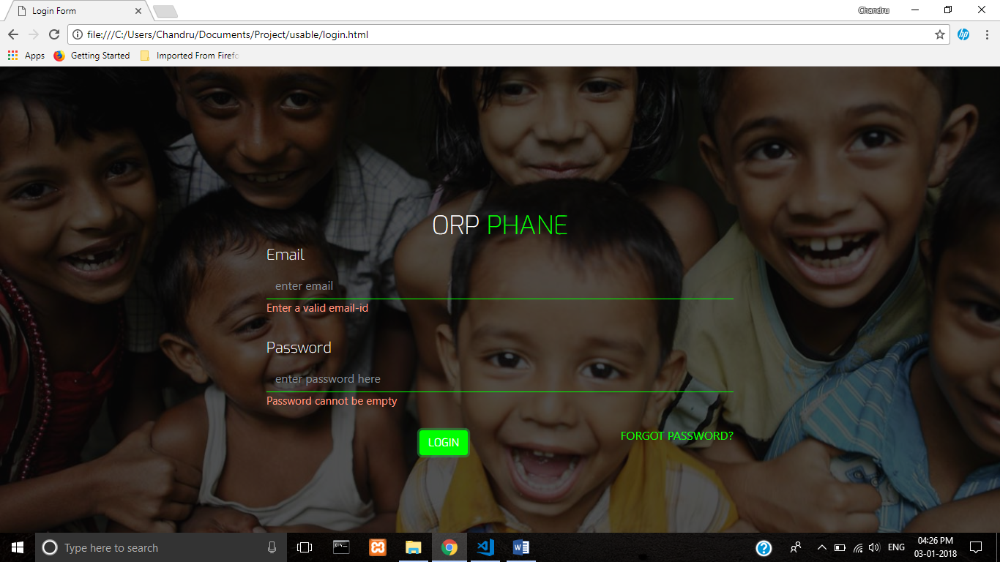 Login Form
Chandru
file:///C:/Users/Chandru/Documents/Project/usable/login.html
Apps Getting Started Imported From Firefo
ORP PHANE
Email
enter email
Enter a valid email-id
Password
enter password here
Password cannot be empty
LOGIN
FORGOT PASSWORD?
Type here to search
ENG
04:26 PM
03-01-2018